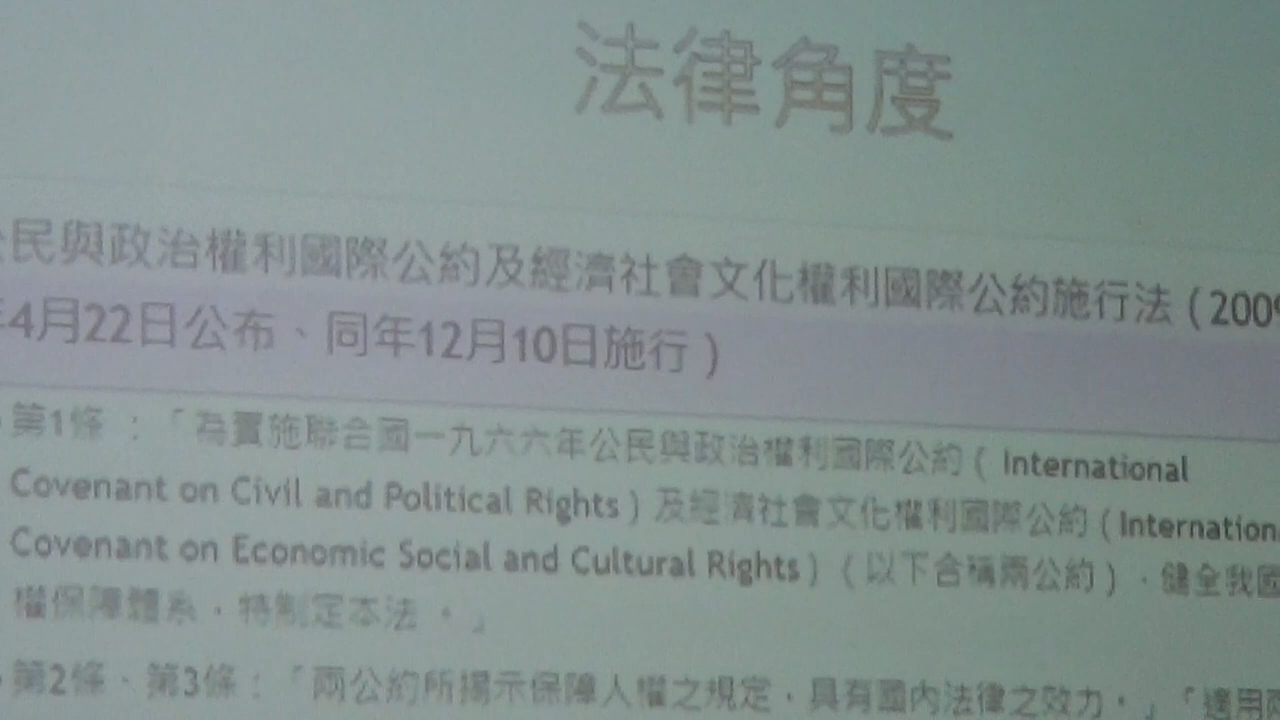 法律角度
民與政治權利國際公約及經濟社會文化權利國際公約施行法（2009
年4月22日公布、同年12月10日施行）
第1條：「為實施聯合國一九六六年公民與政治權利國際公約（International
Covenant on Civil and Political Rights）及經濟社會文化權利國際公約（Internation
Covenant on Economic Social and Cultural Rights）（以下合稱兩公約），健全我國
權保障體系，特制定本法。」
第2條、第3條：「兩公約所揭示保障人權之規定，具有國內法律之效力。」「適用